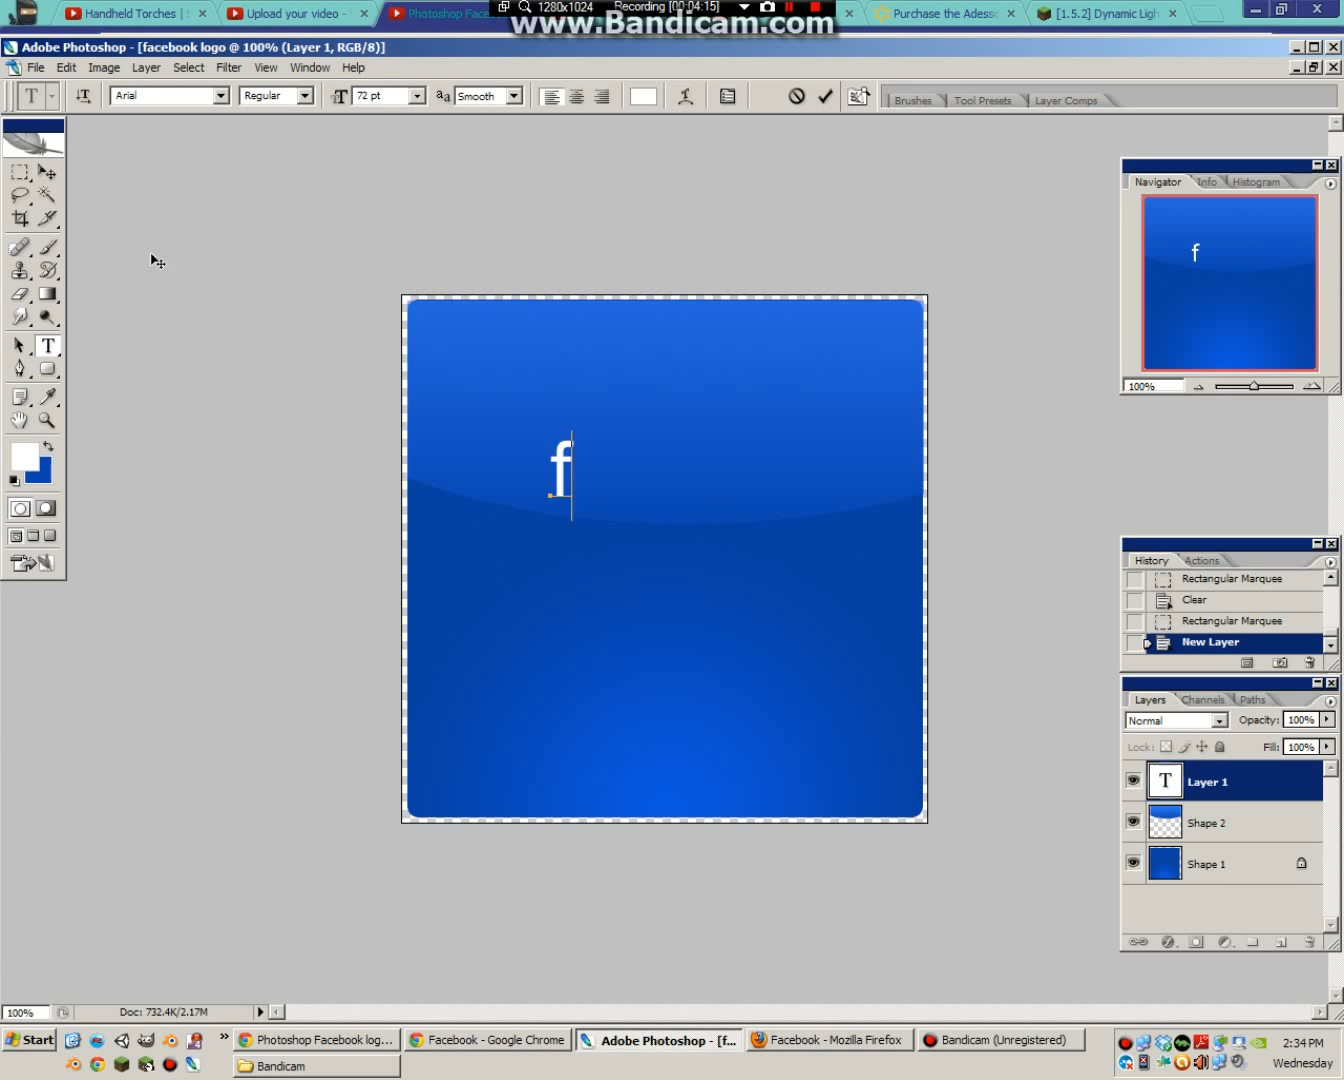 Handheld Torches |
Upload your video -
Photoshop Face
1280x1024
Recording [00:04:15]
www.Bandicam.com
Purchase the Adess
[1.5.2] Dynamic Ligh
Adobe Photoshop - [facebook logo @ 100% (Layer 1, RGB/8)]
File Edit Image Layer Select Filter View Window Help
T Arial Regular T 72 pt aa Smooth
Brushes Tool Presets Layer Comps
Navigator Info Histogram
f
100%
T
f
History Actions
Rectangular Marquee
Clear
Rectangular Marquee
New Layer
Layers Channels Paths
Normal Opacity: 100%
Lock: Fill: 100%
T Layer 1
Shape 2
Shape 1
100% Doc: 732.4K/2.17M
Start
Photoshop Facebook log...
Facebook - Google Chrome
Adobe Photoshop - [f...
Facebook - Mozilla Firefox
Bandicam (Unregistered)
2:34 PM
Bandicam
Wednesday